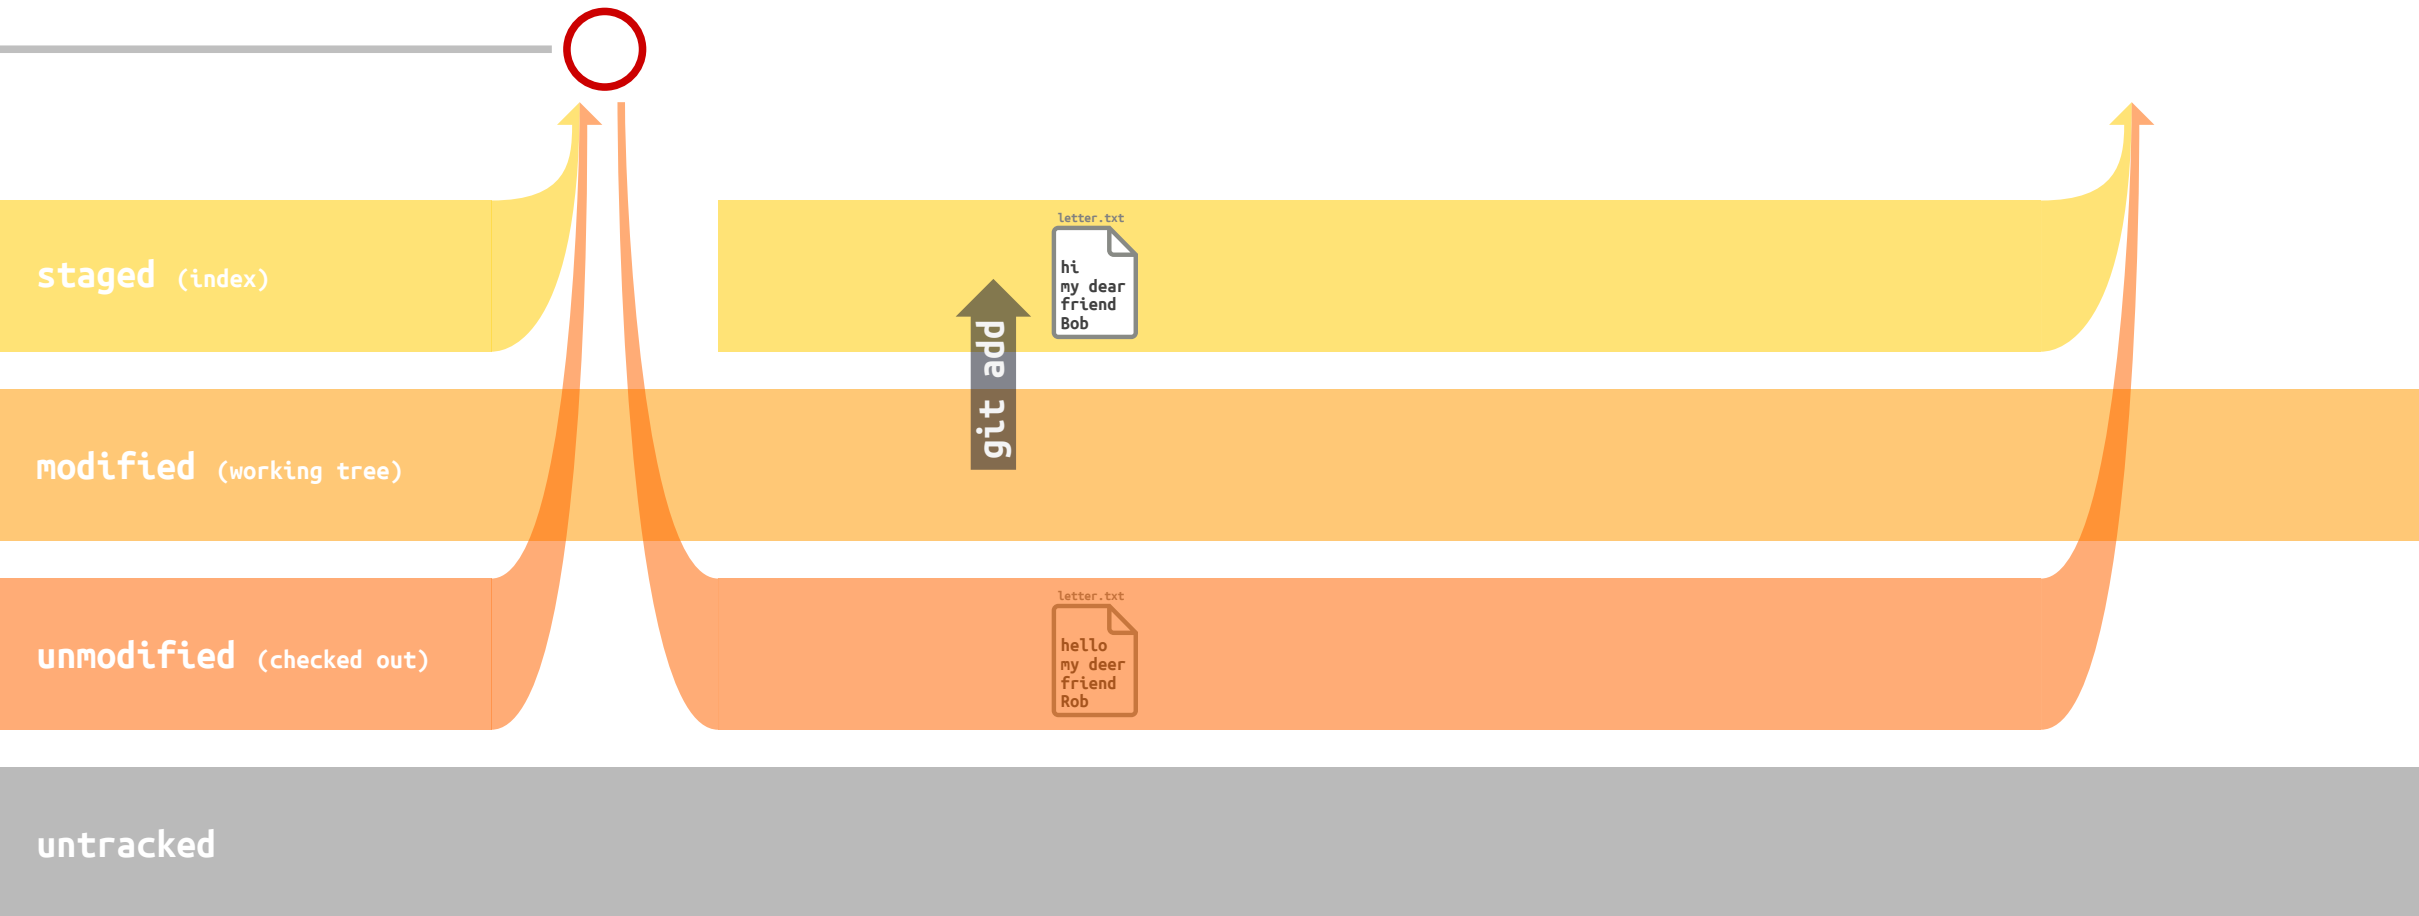 letter.txt
staged (index)
hi
my dear
friend
Bob
git add
modified (working tree)
letter.txt
unmodified (checked out)
hello
my deer
friend
Rob
untracked